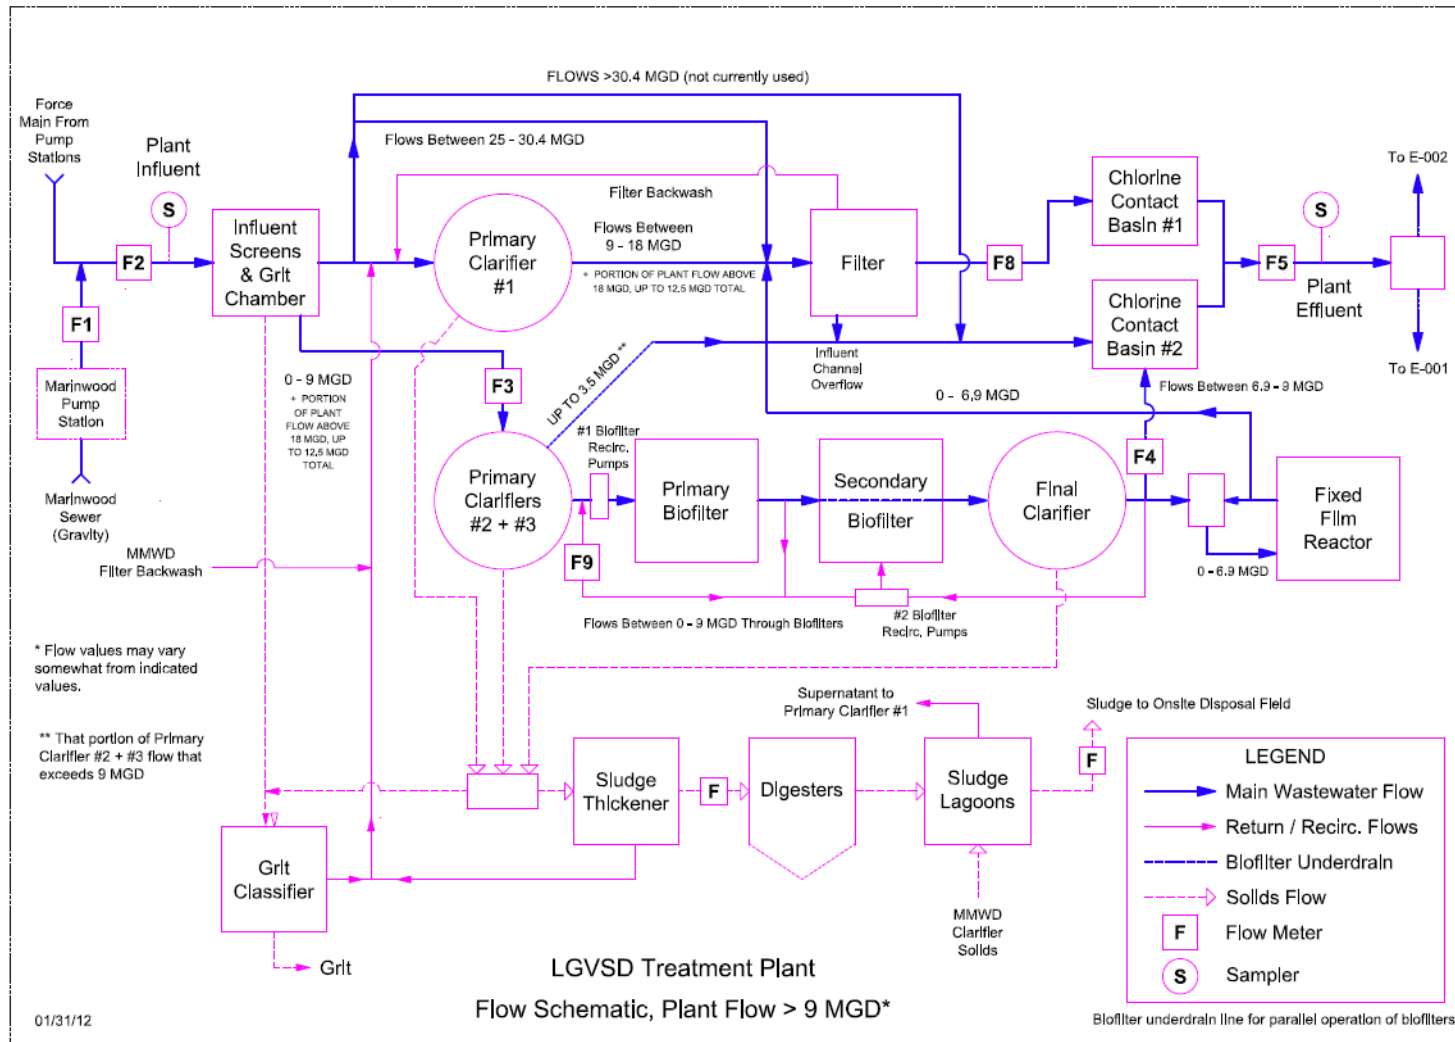 FLOWS >30.4 MGD (not currently used)
Force
Main From
Pump
Stations
Plant
Influent
Flows Between 25 - 30.4 MGD
S
F2
F1
Influent
Screens
& Grit
Chamber
Filter Backwash
Primary
Clarifier
#1
Flows Between
9 - 18 MGD
+ PORTION OF PLANT FLOW ABOVE
18 MGD, UP TO 12.5 MGD TOTAL
Filter
F8
Chlorine
Contact
Basin #1
Chlorine
Contact
Basin #2
F5
S
Plant
Effluent
To E-002
To E-001
Influent
Channel
Overflow
Flows Between 6.9 - 9 MGD
0 - 6.9 MGD
Marinwood
Pump
Station
Marinwood
Sewer
(Gravity)
0 - 9 MGD
+ PORTION
OF PLANT
FLOW ABOVE
18 MGD, UP
TO 12.5 MGD
TOTAL
F3
UP TO 3.5 MGD **
#1 Biofilter
Recirc.
Pumps
Primary
Clarifiers
#2 + #3
Primary
Biofilter
Secondary
Biofilter
Final
Clarifier
F4
Fixed
Film
Reactor
0 - 6.9 MGD
MMWD
Filter Backwash
F9
Flows Between 0 - 9 MGD Through Biofilters
#2 Biofilter
Recirc. Pumps
* Flow values may vary
somewhat from indicated
values.
** That portion of Primary
Clarifier #2 + #3 flow that
exceeds 9 MGD
Supernatant to
Primary Clarifier #1
Sludge to Onsite Disposal Field
Sludge
Thickener
F
Digesters
Sludge
Lagoons
F
Grit
Classifier
Grit
MMWD
Clarifier
Solids
LEGEND
Main Wastewater Flow
Return / Recirc. Flows
Biofilter Underdrain
Solids Flow
F Flow Meter
S Sampler
LGVSD Treatment Plant
Flow Schematic, Plant Flow > 9 MGD*
01/31/12
Biofilter underdrain line for parallel operation of biofilters